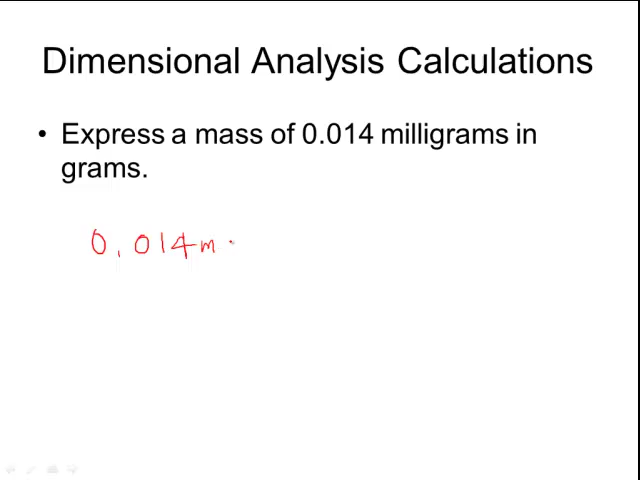 Dimensional Analysis Calculations
• Express a mass of 0.014 milligrams in
grams.
0.014m